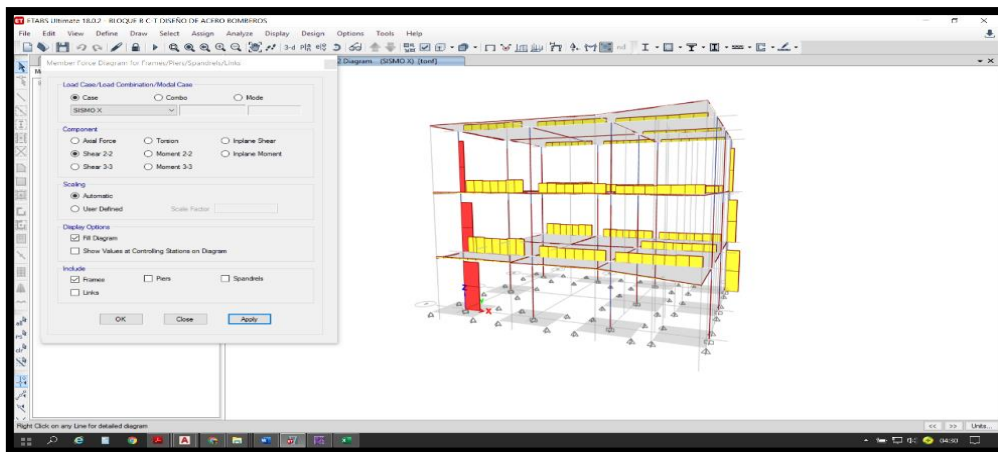 ETABS Ultimate 18.0.2 - BLOQUE B C T DISEÑO DE ACERO BOMBEROS
File Edit View Define Draw Select Assign Analyze Display Design Options Tools Help
Member Force Diagram for Frames/Piers/Spandrels/Links
2 Diagram (SISMO X) [tonf]
Load Case/Load Combination/Modal Case
Case Combo Mode
SISMO X
Component
Axial Force Torsion Inplane Shear
Shear 2-2 Moment 2-2 Inplane Moment
Shear 3-3 Moment 3-3
Scaling
Automatic
User Defined Scale Factor
Display Options
Fill Diagram
Show Values at Controlling Stations on Diagram
Include
Frames Piers Spandrels
Links
OK Close Apply
Z
X
Right Click on any Line for detailed diagram
<< >> Units...
04:30